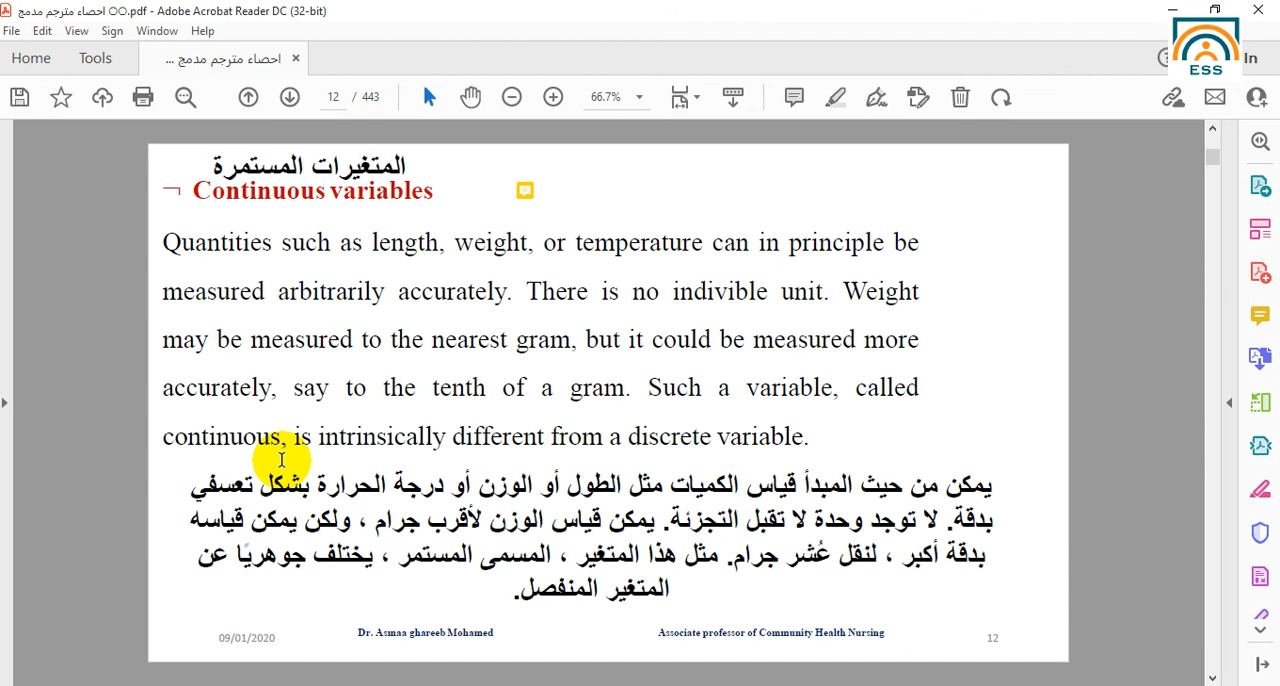 احصاء مترجم مدمج OO.pdf - Adobe Acrobat Reader DC (32-bit)
File Edit View Sign Window Help
Home Tools احصاء مترجم مدمج ... ×
In
ESS
12 / 443 66.7%
المتغيرات المستمرة
¬ Continuous variables
Quantities such as length, weight, or temperature can in principle be
measured arbitrarily accurately. There is no indivible unit. Weight
may be measured to the nearest gram, but it could be measured more
accurately, say to the tenth of a gram. Such a variable, called
continuous, is intrinsically different from a discrete variable.
يمكن من حيث المبدأ قياس الكميات مثل الطول أو الوزن أو درجة الحرارة بشكل تعسفي
بدقة. لا توجد وحدة لا تقبل التجزئة. يمكن قياس الوزن لأقرب جرام ، ولكن يمكن قياسه
بدقة أكبر ، لنقل عُشر جرام. مثل هذا المتغير ، المسمى المستمر ، يختلف جوهريًا عن
المتغير المنفصل.
09/01/2020 Dr. Asmaa ghareeb Mohamed Associate professor of Community Health Nursing 12